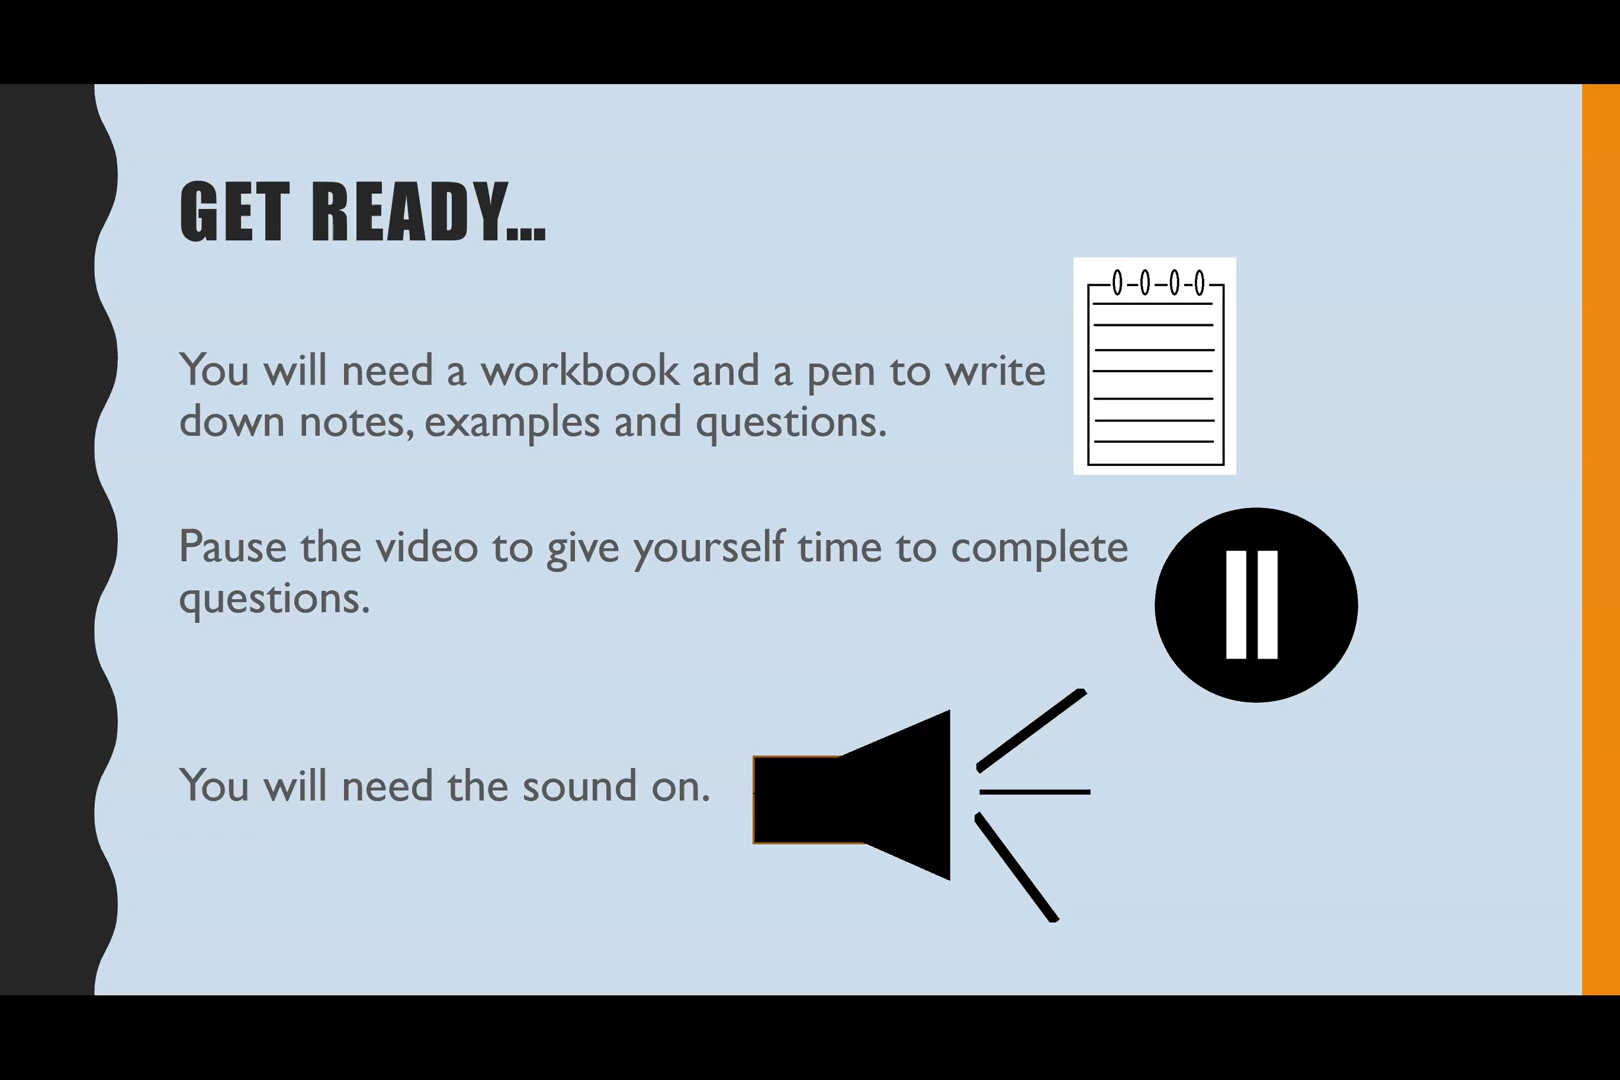 GET READY...
You will need a workbook and a pen to write
down notes, examples and questions.
Pause the video to give yourself time to complete
questions.
You will need the sound on.